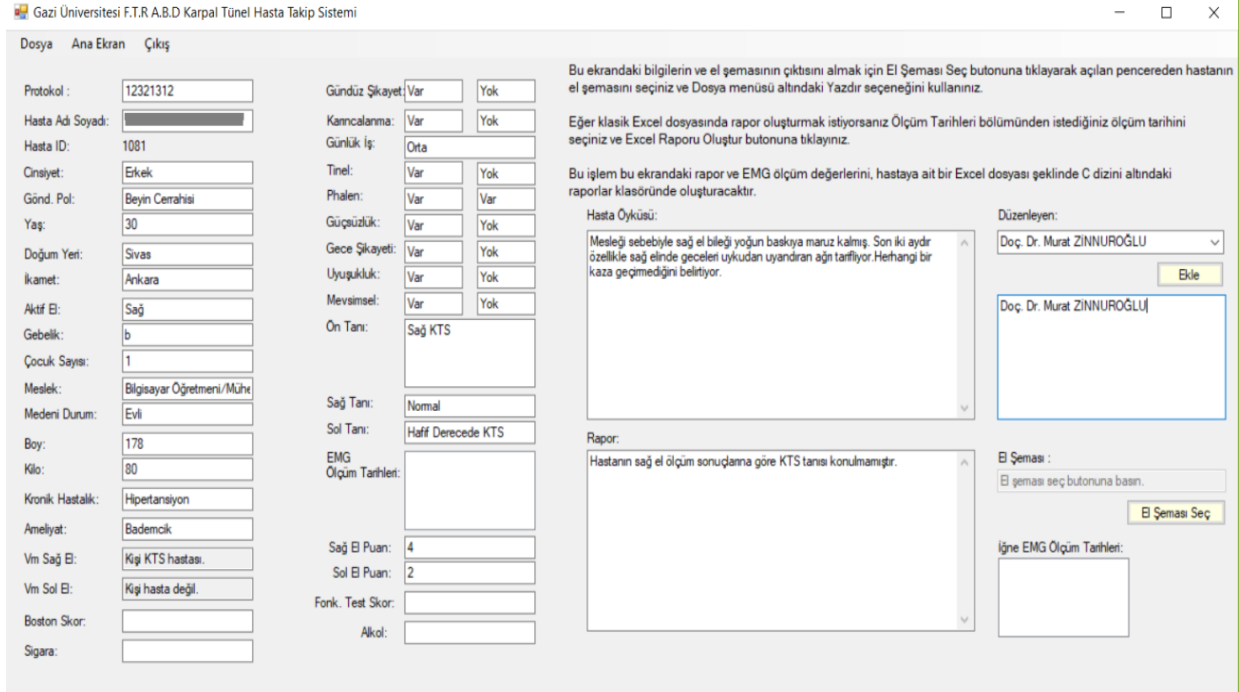 Gazi Üniversitesi F.T.R A.B.D Karpal Tünel Hasta Takip Sistemi
Dosya Ana Ekran Çıkış
Protokol : 12321312
Hasta Adı Soyadı:
Hasta ID: 1081
Cinsiyet: Erkek
Gönd. Pol: Beyin Cerrahisi
Yaş: 30
Doğum Yeri: Sivas
İkamet: Ankara
Aktif El: Sağ
Gebelik: b
Çocuk Sayısı: 1
Meslek: Bilgisayar Öğretmeni/Mühe
Medeni Durum: Evli
Boy: 178
Kilo: 80
Kronik Hastalık: Hipertansiyon
Ameliyat: Bademcik
Vm Sağ El: Kişi KTS hastası.
Vm Sol El: Kişi hasta değil.
Boston Skor:
Sigara:
Gündüz Şikayet: Var Yok
Karıncalanma: Var Yok
Günlük İş: Orta
Tinel: Var Yok
Phalen: Var Var
Güçsüzlük: Var Yok
Gece Şikayeti: Var Yok
Uyuşukluk: Var Yok
Mevsimsel: Var Yok
Ön Tanı: Sağ KTS
Sağ Tanı: Normal
Sol Tanı: Hafif Derecede KTS
EMG
Ölçüm Tarihleri:
Sağ El Puan: 4
Sol El Puan: 2
Fonk. Test Skor:
Alkol:
Bu ekrandaki bilgilerin ve el şemasının çıktısını almak için El Şeması Seç butonuna tıklayarak açılan pencereden hastanın
el şemasını seçiniz ve Dosya menüsü altındaki Yazdır seçeneğini kullanınız.
Eğer klasik Excel dosyasında rapor oluşturmak istiyorsanız Ölçüm Tarihleri bölümünden istediğiniz ölçüm tarihini
seçiniz ve Excel Raporu Oluştur butonuna tıklayınız.
Bu işlem bu ekrandaki rapor ve EMG ölçüm değerlerini, hastaya ait bir Excel dosyası şeklinde C dizini altındaki
raporlar klasöründe oluşturacaktır.
Hasta Öyküsü:
Mesleği sebebiyle sağ el bileği yoğun baskıya maruz kalmış. Son iki aydır
özellikle sağ elinde geceleri uykudan uyandıran ağrı tarifliyor.Herhangi bir
kaza geçirmediğini belirtiyor.
Rapor:
Hastanın sağ el ölçüm sonuçlarına göre KTS tanısı konulmamıştır.
Düzenleyen:
Doç. Dr. Murat ZİNNUROĞLU
Ekle
Doç. Dr. Murat ZİNNUROĞLU
El Şeması :
El şeması seç butonuna basın.
El Şeması Seç
İğne EMG Ölçüm Tarihleri: